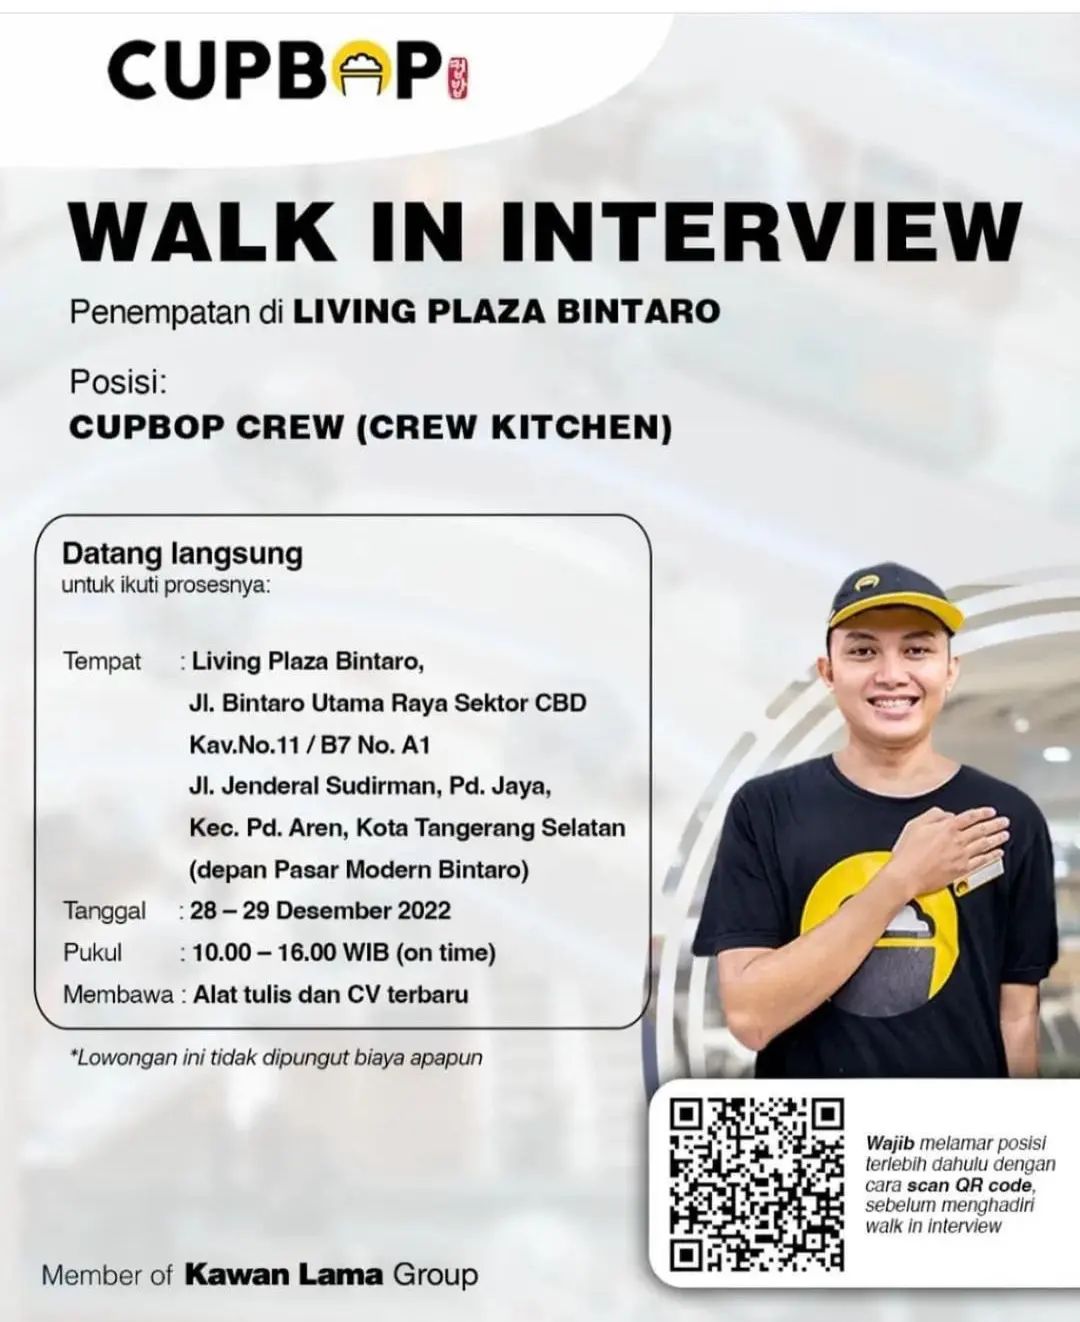 CUPBOP 컵밥
WALK IN INTERVIEW
Penempatan di LIVING PLAZA BINTARO
Posisi:
CUPBOP CREW (CREW KITCHEN)
Datang langsung
untuk ikuti prosesnya:
Tempat : Living Plaza Bintaro,
Jl. Bintaro Utama Raya Sektor CBD
Kav.No.11 / B7 No. A1
Jl. Jenderal Sudirman, Pd. Jaya,
Kec. Pd. Aren, Kota Tangerang Selatan
(depan Pasar Modern Bintaro)
Tanggal : 28 – 29 Desember 2022
Pukul : 10.00 – 16.00 WIB (on time)
Membawa : Alat tulis dan CV terbaru
*Lowongan ini tidak dipungut biaya apapun
Wajib melamar posisi
terlebih dahulu dengan
cara scan QR code,
sebelum menghadiri
walk in interview
Member of Kawan Lama Group